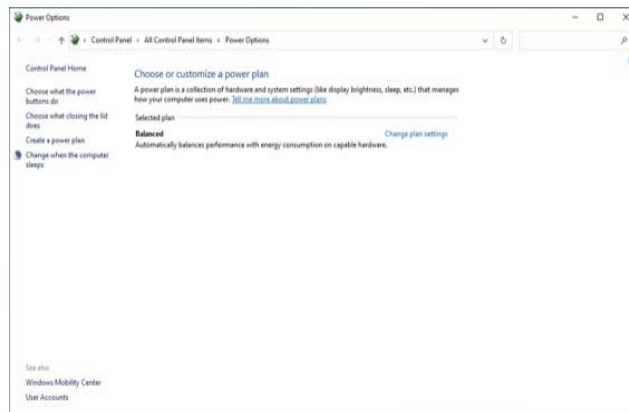 Power Options
Control Panel › All Control Panel Items › Power Options
Control Panel Home
Choose what the power
buttons do
Choose what closing the lid
does
Create a power plan
Change when the computer
sleeps
Choose or customize a power plan
A power plan is a collection of hardware and system settings (like display brightness, sleep, etc.) that manages
how your computer uses power. Tell me more about power plans
Selected plan
Balanced Change plan settings
Automatically balances performance with energy consumption on capable hardware.
See also
Windows Mobility Center
User Accounts